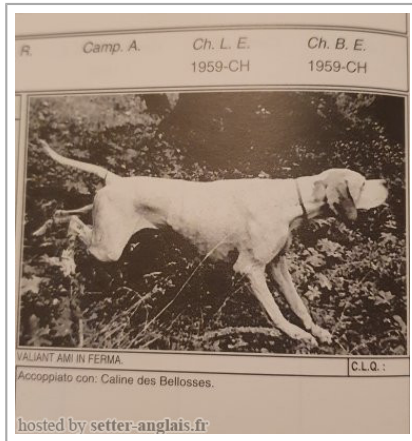 R. Camp. A. Ch. L. E. Ch. B. E.
1959-CH 1959-CH
VALIANT AMI IN FERMA.
C.L.Q. :
Accoppiato con: Caline des Bellosses.
hosted by setter-anglais.fr